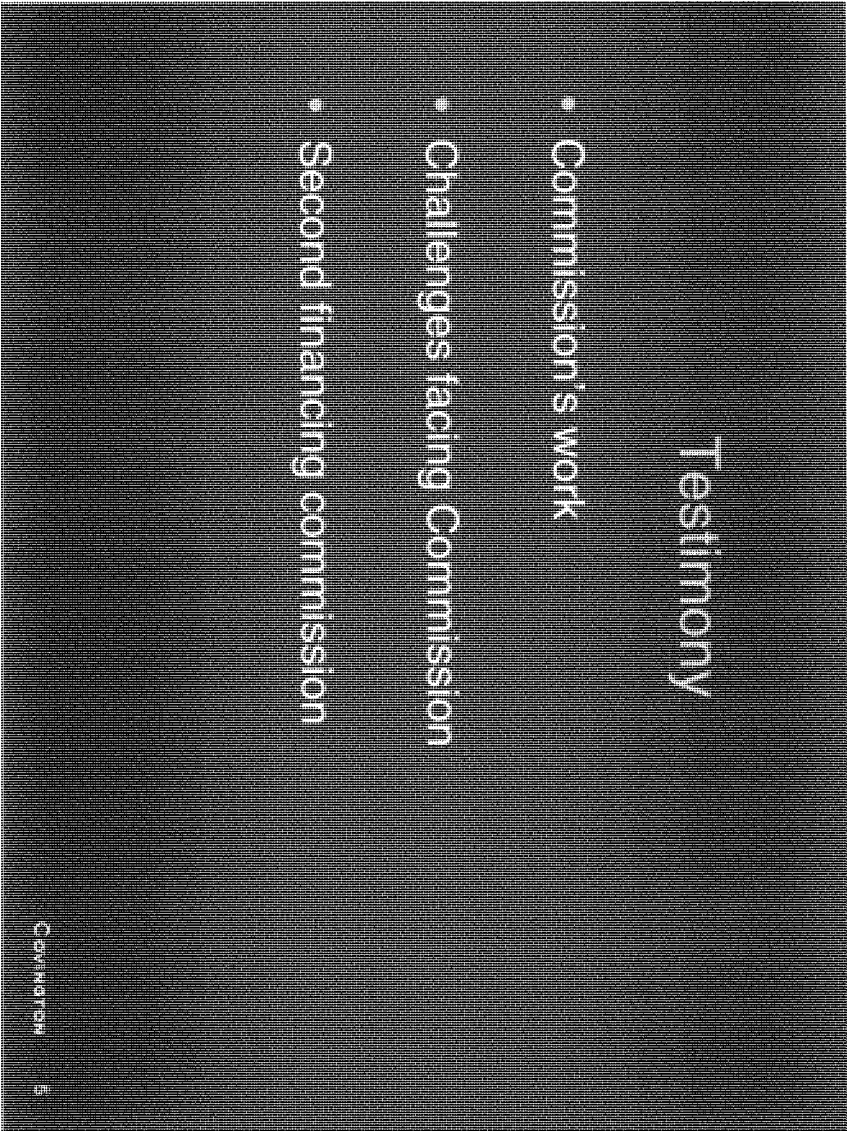 Testimony
• Commission's work
• Challenges facing Commission
• Second financing commission
COVINGTON 5